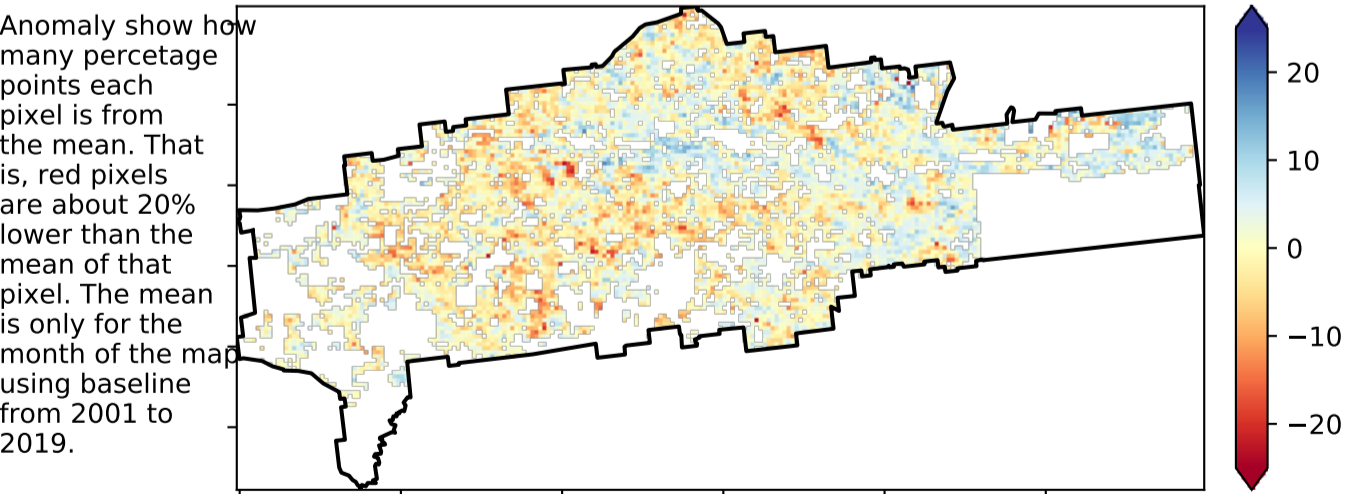 Anomaly show how
many percetage
points each
pixel is from
the mean. That
is, red pixels
are about 20%
lower than the
mean of that
pixel. The mean
is only for the
month of the map
using baseline
from 2001 to
2019.
20
10
0
−10
−20